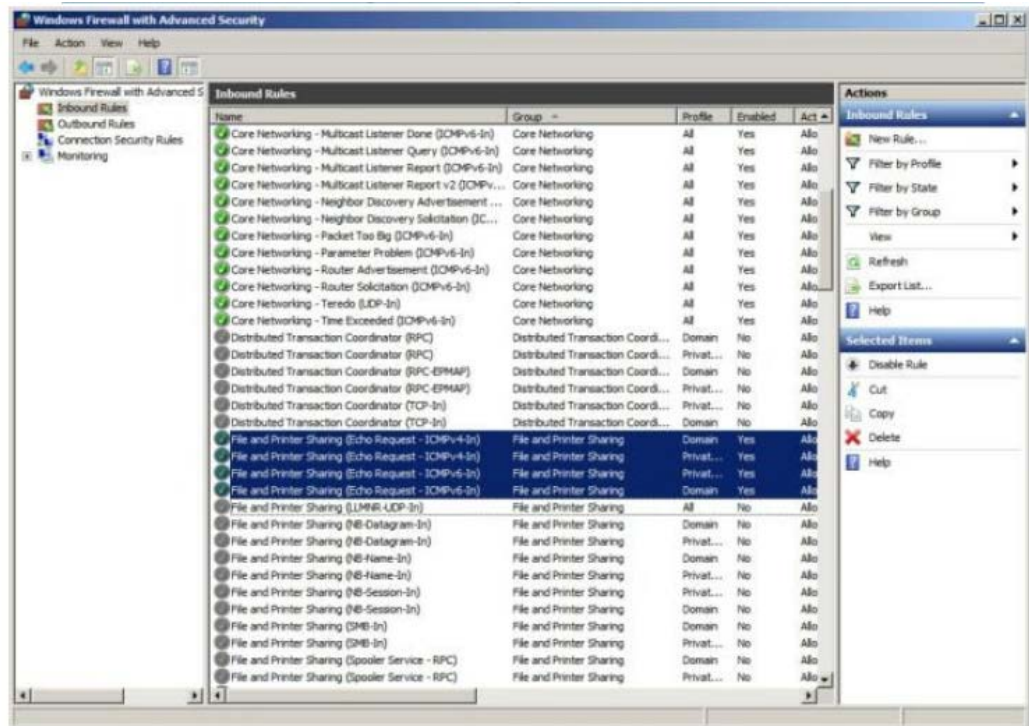 Windows Firewall with Advanced Security
File Action View Help
Windows Firewall with Advanced S
Inbound Rules
Outbound Rules
Connection Security Rules
Monitoring
Inbound Rules
Name Group Profile Enabled Act
Core Networking - Multicast Listener Done (ICMPv6-In) Core Networking All Yes Allo
Core Networking - Multicast Listener Query (ICMPv6-In) Core Networking All Yes Allo
Core Networking - Multicast Listener Report (ICMPv6-In) Core Networking All Yes Allo
Core Networking - Multicast Listener Report v2 (ICMPv... Core Networking All Yes Allo
Core Networking - Neighbor Discovery Advertisement ... Core Networking All Yes Allo
Core Networking - Neighbor Discovery Solicitation (IC... Core Networking All Yes Allo
Core Networking - Packet Too Big (ICMPv6-In) Core Networking All Yes Allo
Core Networking - Parameter Problem (ICMPv6-In) Core Networking All Yes Allo
Core Networking - Router Advertisement (ICMPv6-In) Core Networking All Yes Allo
Core Networking - Router Solicitation (ICMPv6-In) Core Networking All Yes Allo
Core Networking - Teredo (UDP-In) Core Networking All Yes Allo
Core Networking - Time Exceeded (ICMPv6-In) Core Networking All Yes Allo
Distributed Transaction Coordinator (RPC) Distributed Transaction Coordi... Domain No Allo
Distributed Transaction Coordinator (RPC) Distributed Transaction Coordi... Privat... No Allo
Distributed Transaction Coordinator (RPC-EPMAP) Distributed Transaction Coordi... Domain No Allo
Distributed Transaction Coordinator (RPC-EPMAP) Distributed Transaction Coordi... Privat... No Allo
Distributed Transaction Coordinator (TCP-In) Distributed Transaction Coordi... Privat... No Allo
Distributed Transaction Coordinator (TCP-In) Distributed Transaction Coordi... Domain No Allo
File and Printer Sharing (Echo Request - ICMPv4-In) File and Printer Sharing Domain Yes Allo
File and Printer Sharing (Echo Request - ICMPv4-In) File and Printer Sharing Privat... Yes Allo
File and Printer Sharing (Echo Request - ICMPv6-In) File and Printer Sharing Privat... Yes Allo
File and Printer Sharing (Echo Request - ICMPv6-In) File and Printer Sharing Domain Yes Allo
File and Printer Sharing (LLMNR-UDP-In) File and Printer Sharing All No Allo
File and Printer Sharing (NB-Datagram-In) File and Printer Sharing Domain No Allo
File and Printer Sharing (NB-Datagram-In) File and Printer Sharing Privat... No Allo
File and Printer Sharing (NB-Name-In) File and Printer Sharing Domain No Allo
File and Printer Sharing (NB-Name-In) File and Printer Sharing Privat... No Allo
File and Printer Sharing (NB-Session-In) File and Printer Sharing Privat... No Allo
File and Printer Sharing (NB-Session-In) File and Printer Sharing Domain No Allo
File and Printer Sharing (SMB-In) File and Printer Sharing Domain No Allo
File and Printer Sharing (SMB-In) File and Printer Sharing Privat... No Allo
File and Printer Sharing (Spooler Service - RPC) File and Printer Sharing Domain No Allo
File and Printer Sharing (Spooler Service - RPC) File and Printer Sharing Privat... No Allo
Actions
Inbound Rules
New Rule...
Filter by Profile
Filter by State
Filter by Group
View
Refresh
Export List...
Help
Selected Items
Disable Rule
Cut
Copy
Delete
Help